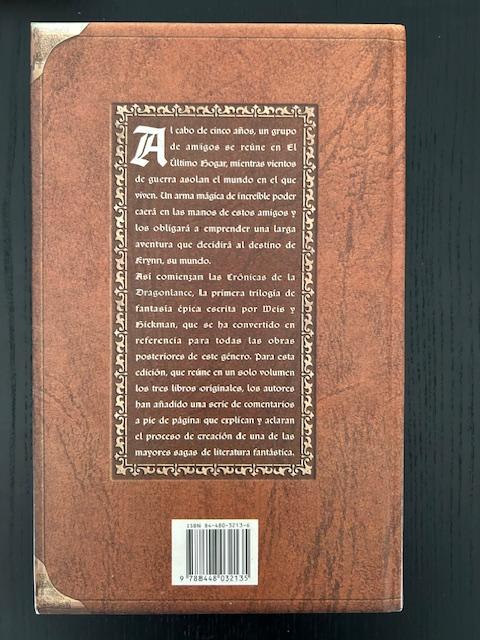 Al cabo de cinco años, un grupo
de amigos se reúne en El
Último Hogar, mientras vientos
de guerra asolan el mundo en el que
viven. Un arma mágica de increíble poder
caerá en las manos de estos amigos y
los obligará a emprender una larga
aventura que decidirá al destino de
Krynn, su mundo.
Así comienzan las Crónicas de la
Dragonlance, La primera trilogía de
fantasía épica escrita por Weis y
Hickman, que se ha convertido en
referencia para todas las obras
posteriores de este género. Para esta
edición, que reúne en un solo volumen
los tres libros originales, los autores
han añadido una serie de comentarios
a pie de página que explican y aclaran
el proceso de creación de una de las
mayores sagas de literatura fantástica.
ISBN 84-480-3213-6
9 788448 032135